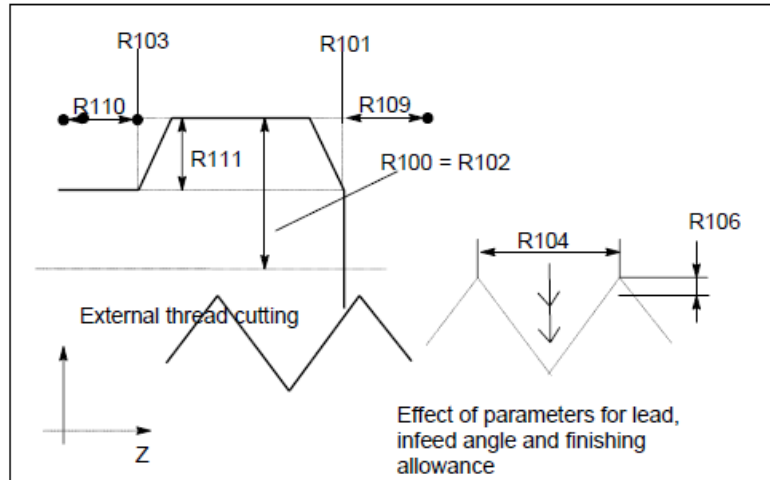 R103
R101
R110
R109
R111
R100 = R102
R106
R104
External thread cutting
Z
Effect of parameters for lead,
infeed angle and finishing
allowance